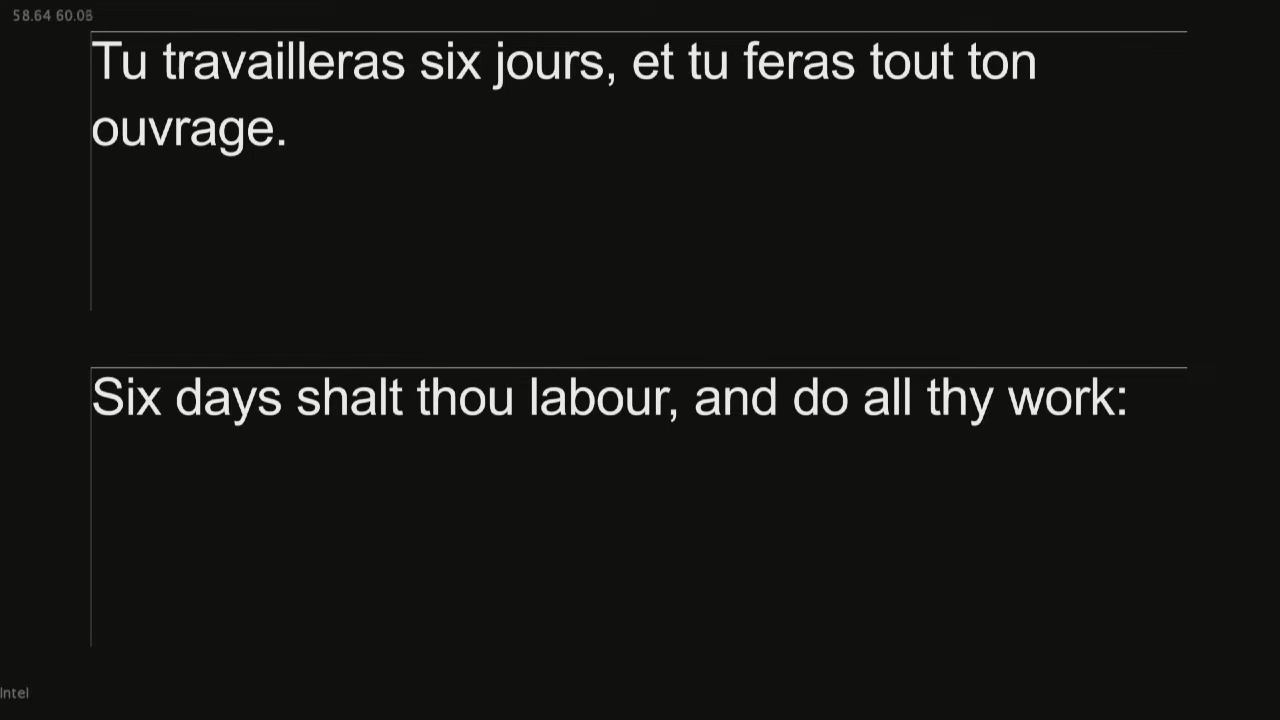 58.64 60.0
Tu travailleras six jours, et tu feras tout ton
ouvrage.
Six days shalt thou labour, and do all thy work:
Intel